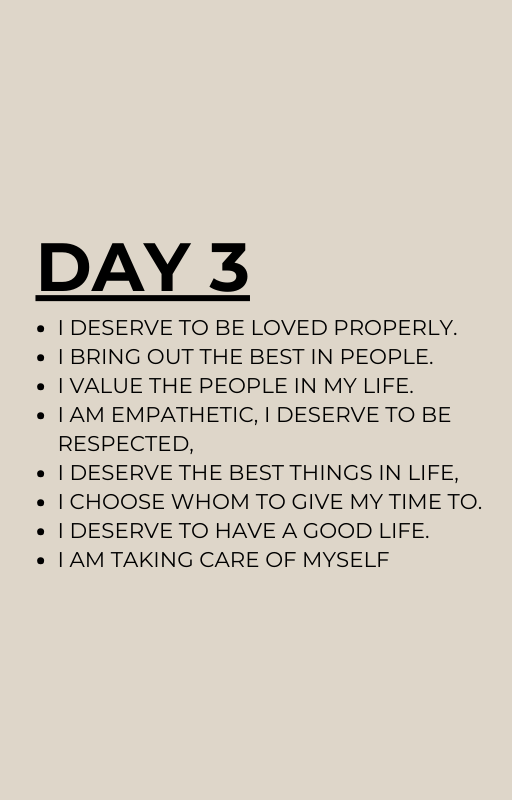 DAY 3
• I DESERVE TO BE LOVED PROPERLY.
• I BRING OUT THE BEST IN PEOPLE.
• I VALUE THE PEOPLE IN MY LIFE.
• I AM EMPATHETIC, I DESERVE TO BE
RESPECTED,
• I DESERVE THE BEST THINGS IN LIFE,
• I CHOOSE WHOM TO GIVE MY TIME TO.
• I DESERVE TO HAVE A GOOD LIFE.
• I AM TAKING CARE OF MYSELF